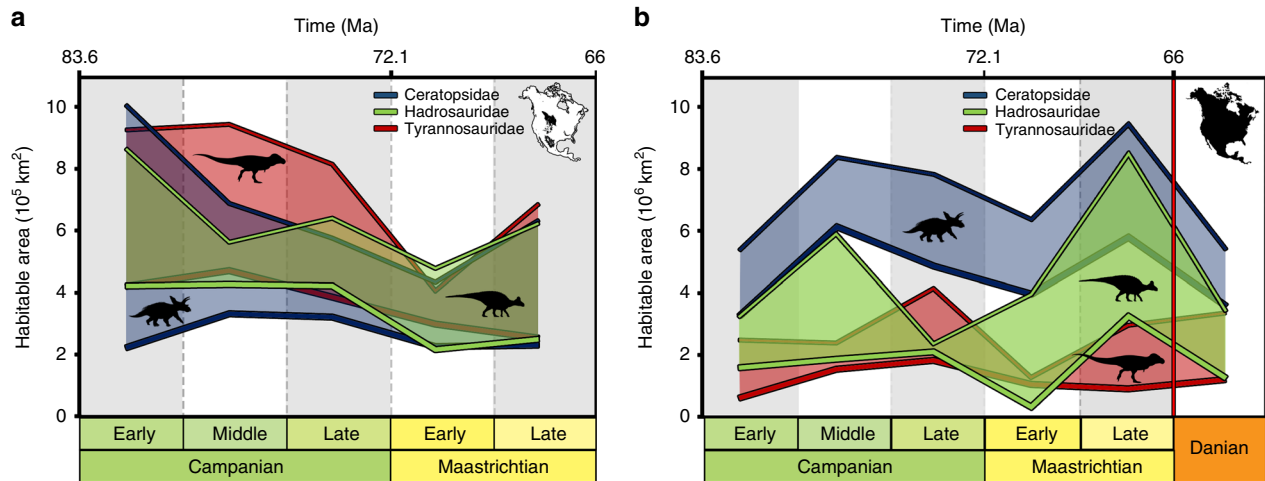 a
Time (Ma)
83.6 72.1 66
Ceratopsidae
Hadrosauridae
Tyrannosauridae
Habitable area (10⁵ km²)
10
8
6
4
2
0
Early Middle Late Early Late
Campanian Maastrichtian
b
Time (Ma)
83.6 72.1 66
Ceratopsidae
Hadrosauridae
Tyrannosauridae
Habitable area (10⁶ km²)
10
8
6
4
2
0
Early Middle Late Early Late
Campanian Maastrichtian
Danian